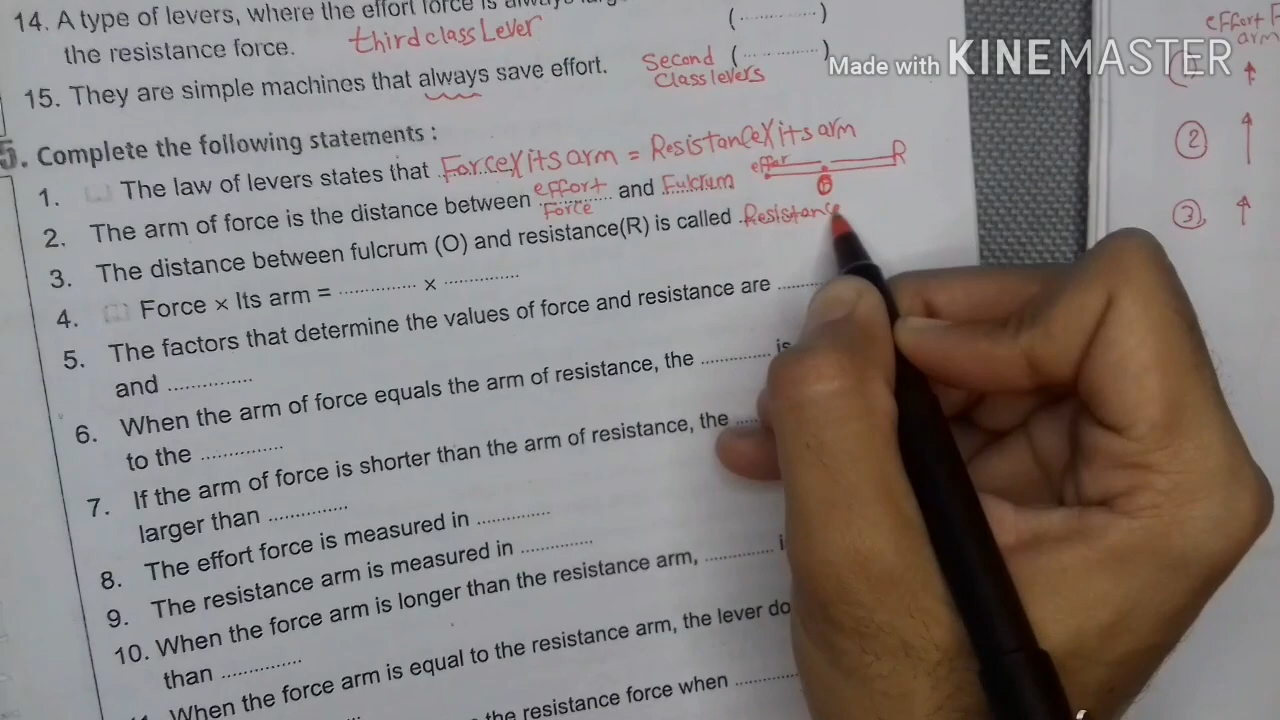 14. A type of levers, where the effort force is always
the resistance force. third class Lever (..............)
15. They are simple machines that always save effort. Second Class levers (..............)
Made with KINEMASTER
5. Complete the following statements :
1. The law of levers states that Force X its arm = Resistance X its arm
effor R
2. The arm of force is the distance between effort Force and Fulcrum
3. The distance between fulcrum (O) and resistance(R) is called Resistance
4. Force × Its arm = .............. × ..............
5. The factors that determine the values of force and resistance are ........
and ..............
6. When the arm of force equals the arm of resistance, the .............. is
to the ..............
7. If the arm of force is shorter than the arm of resistance, the ....
larger than ..............
8. The effort force is measured in ..............
9. The resistance arm is measured in ..............
10. When the force arm is longer than the resistance arm, ..............
than ..............
When the force arm is equal to the resistance arm, the lever do
the resistance force when ..........
effort F
arm
2
3